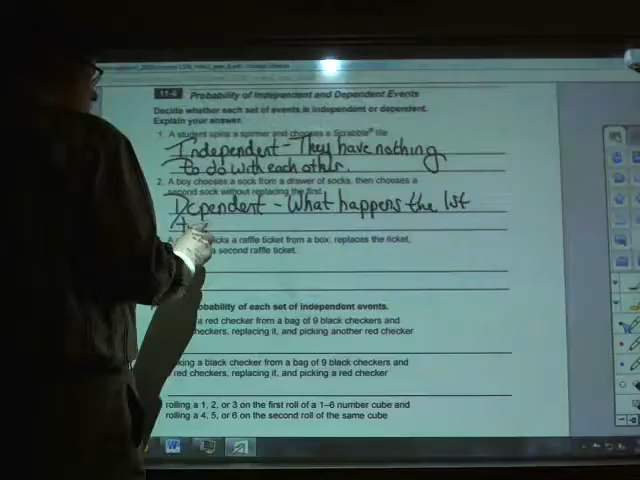 11-6 Probability of Independent and Dependent Events
Decide whether each set of events is independent or dependent.
Explain your answer.
1. A student spins a spinner and chooses a Scrabble® tile
Independent - They have nothing
to do with each other.
2. A boy chooses a sock from a drawer of socks, then chooses a
second sock without replacing the first
Dependent - What happens the 1st
picks a raffle ticket from a box, replaces the ticket,
a second raffle ticket.
obability of each set of independent events.
a red checker from a bag of 9 black checkers and
heckers, replacing it, and picking another red checker
king a black checker from a bag of 9 black checkers and
red checkers, replacing it, and picking a red checker
rolling a 1, 2, or 3 on the first roll of a 1–6 number cube and
rolling a 4, 5, or 6 on the second roll of the same cube